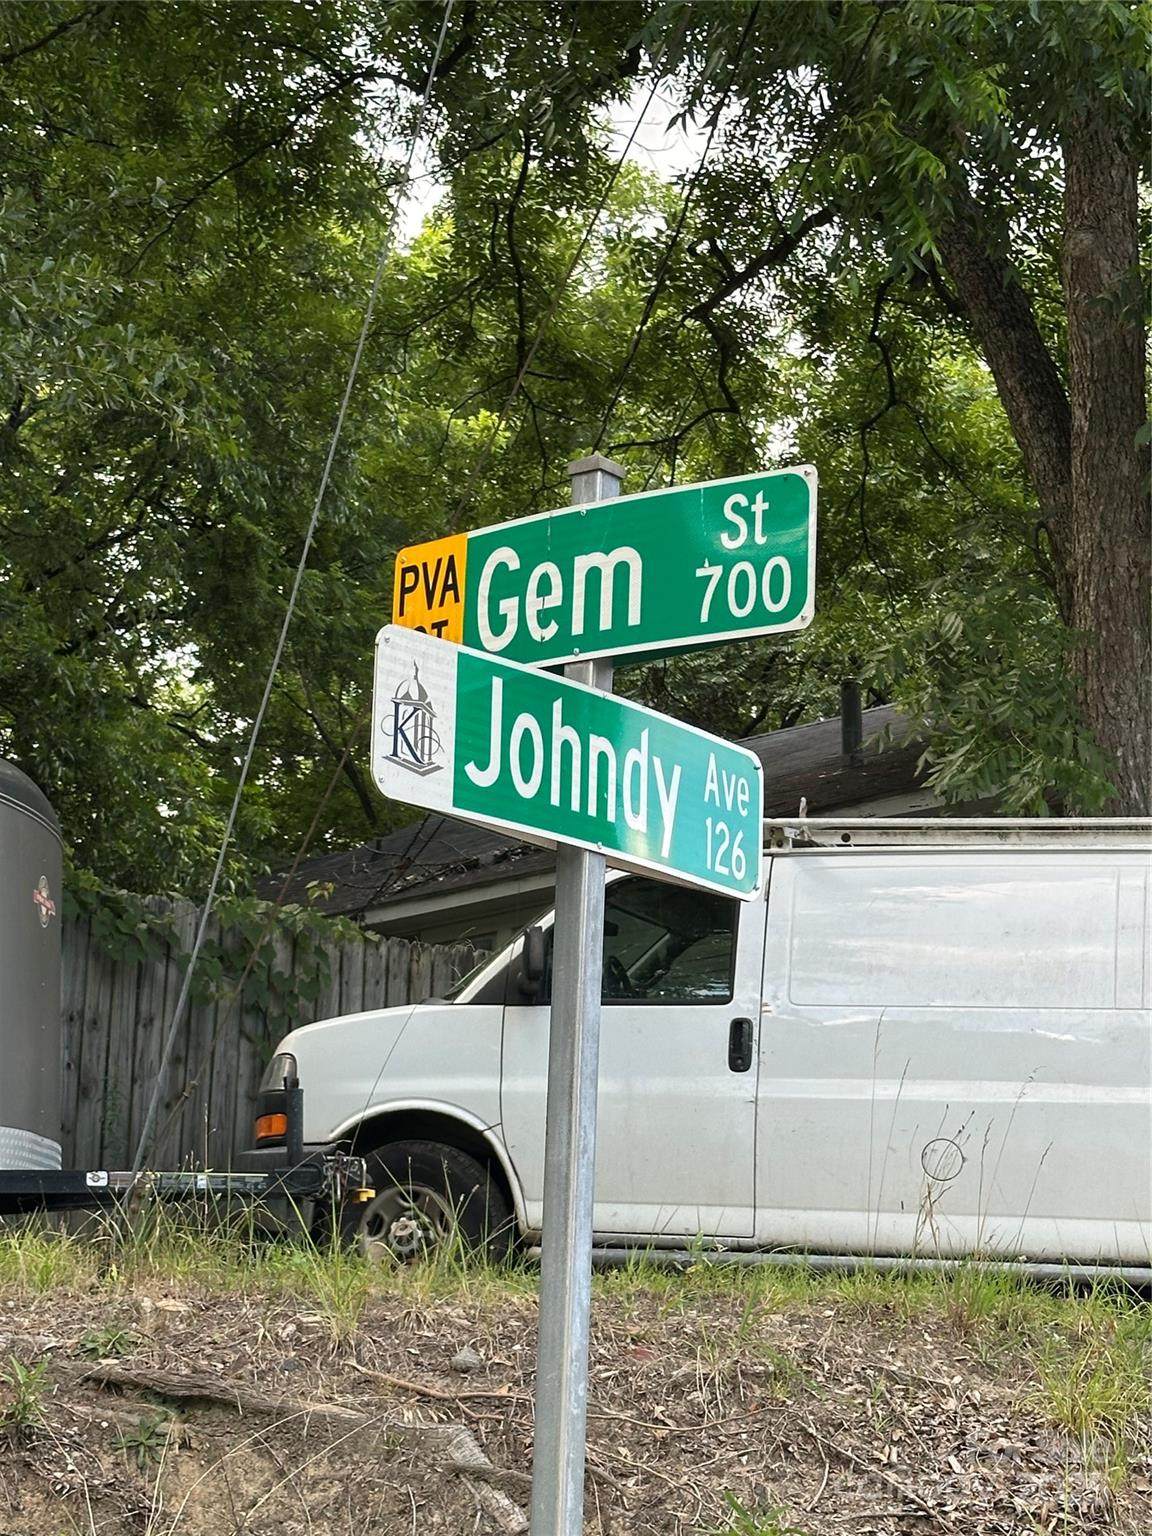 St
PVA Gem 700
K
Johndy Ave
126